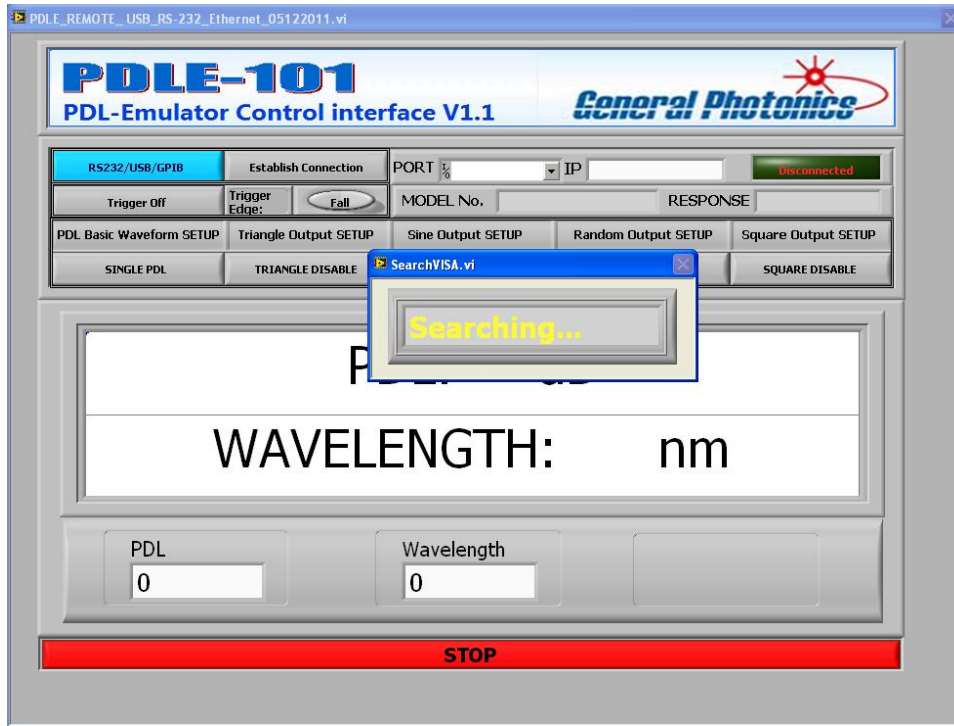 PDLE_REMOTE_ USB_RS-232_Ethernet_05122011.vi
PDLE-101
PDL-Emulator Control interface V1.1
General Photonics
RS232/USB/GPIB Establish Connection PORT IP Disconnected
Trigger Off Trigger Edge: Fall MODEL No. RESPONSE
PDL Basic Waveform SETUP Triangle Output SETUP Sine Output SETUP Random Output SETUP Square Output SETUP
SINGLE PDL TRIANGLE DISABLE SQUARE DISABLE
SearchVISA.vi
Searching...
WAVELENGTH: nm
PDL Wavelength
0 0
STOP